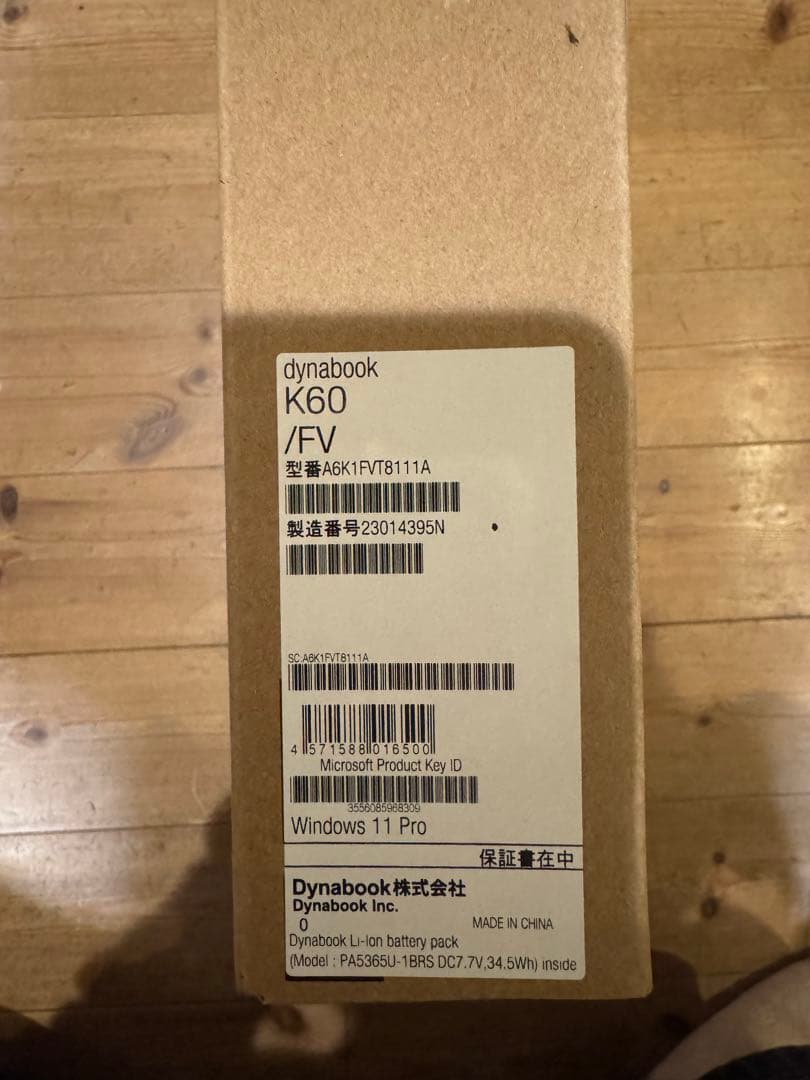 dynabook
K60
/FV
型番A6K1FVT8111A
製造番号23014395N
SC:A6K1FVT8111A
4 571588 016500
Microsoft Product Key ID
3556085968309
Windows 11 Pro
保証書在中
Dynabook株式会社
Dynabook Inc.
0 MADE IN CHINA
Dynabook Li-Ion battery pack
(Model : PA5365U-1BRS DC7.7V,34.5Wh) inside